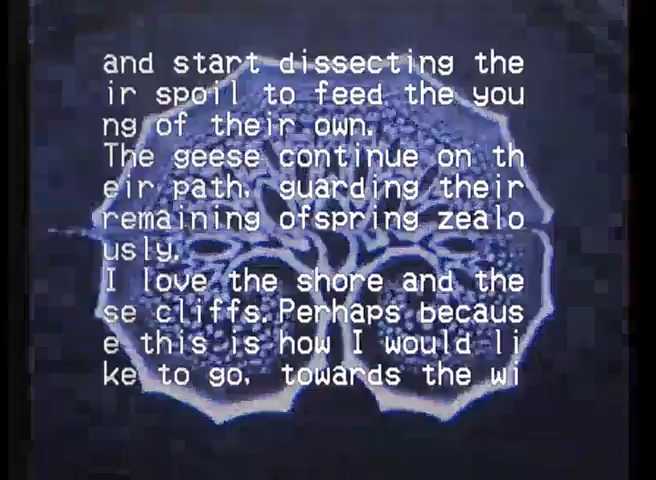 and start dissecting the
ir spoil to feed the you
ng of their own.
The geese continue on th
eir path, guarding their
remaining ofspring zealo
usly.
I love the shore and the
se cliffs. Perhaps becaus
e this is how I would li
ke to go, towards the wi